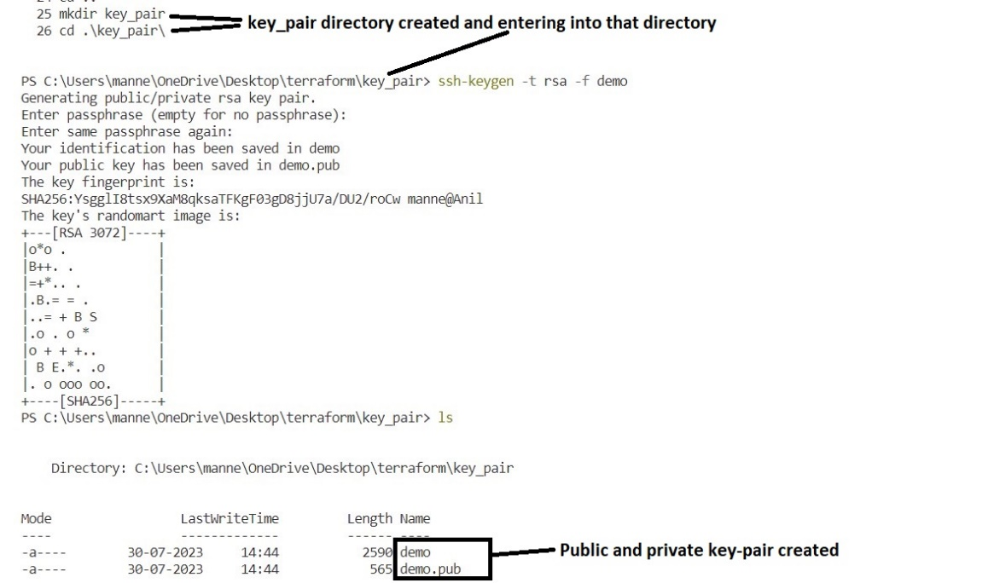 25 mkdir key_pair
26 cd .\key_pair\
key_pair directory created and entering into that directory
PS C:\Users\manne\OneDrive\Desktop\terraform\key_pair> ssh-keygen -t rsa -f demo
Generating public/private rsa key pair.
Enter passphrase (empty for no passphrase):
Enter same passphrase again:
Your identification has been saved in demo
Your public key has been saved in demo.pub
The key fingerprint is:
SHA256:YsgglI8tsx9XaM8qksaTFKgF03gD8jjU7a/DU2/roCw manne@Anil
The key's randomart image is:
+---[RSA 3072]----+
|o*o .            |
|B++. .           |
|=+*.. .          |
|.B.= = .         |
|..= + B S        |
|.o . o *         |
|o + + +..        |
| B E.*. .o       |
|. o ooo oo.      |
+----[SHA256]-----+
PS C:\Users\manne\OneDrive\Desktop\terraform\key_pair> ls
Directory: C:\Users\manne\OneDrive\Desktop\terraform\key_pair
Mode LastWriteTime Length Name
---- ------------- ------ ----
-a---- 30-07-2023 14:44 2590 demo
-a---- 30-07-2023 14:44 565 demo.pub
Public and private key-pair created